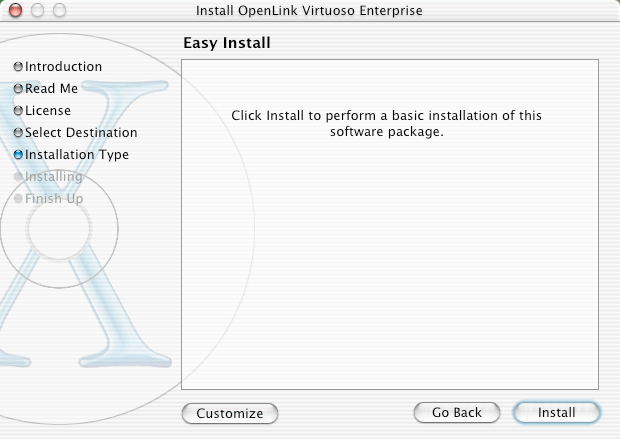 Install OpenLink Virtuoso Enterprise
Easy Install
Introduction
Read Me
License
Select Destination
Installation Type
Installing
Finish Up
Click Install to perform a basic installation of this
software package.
Customize
Go Back
Install